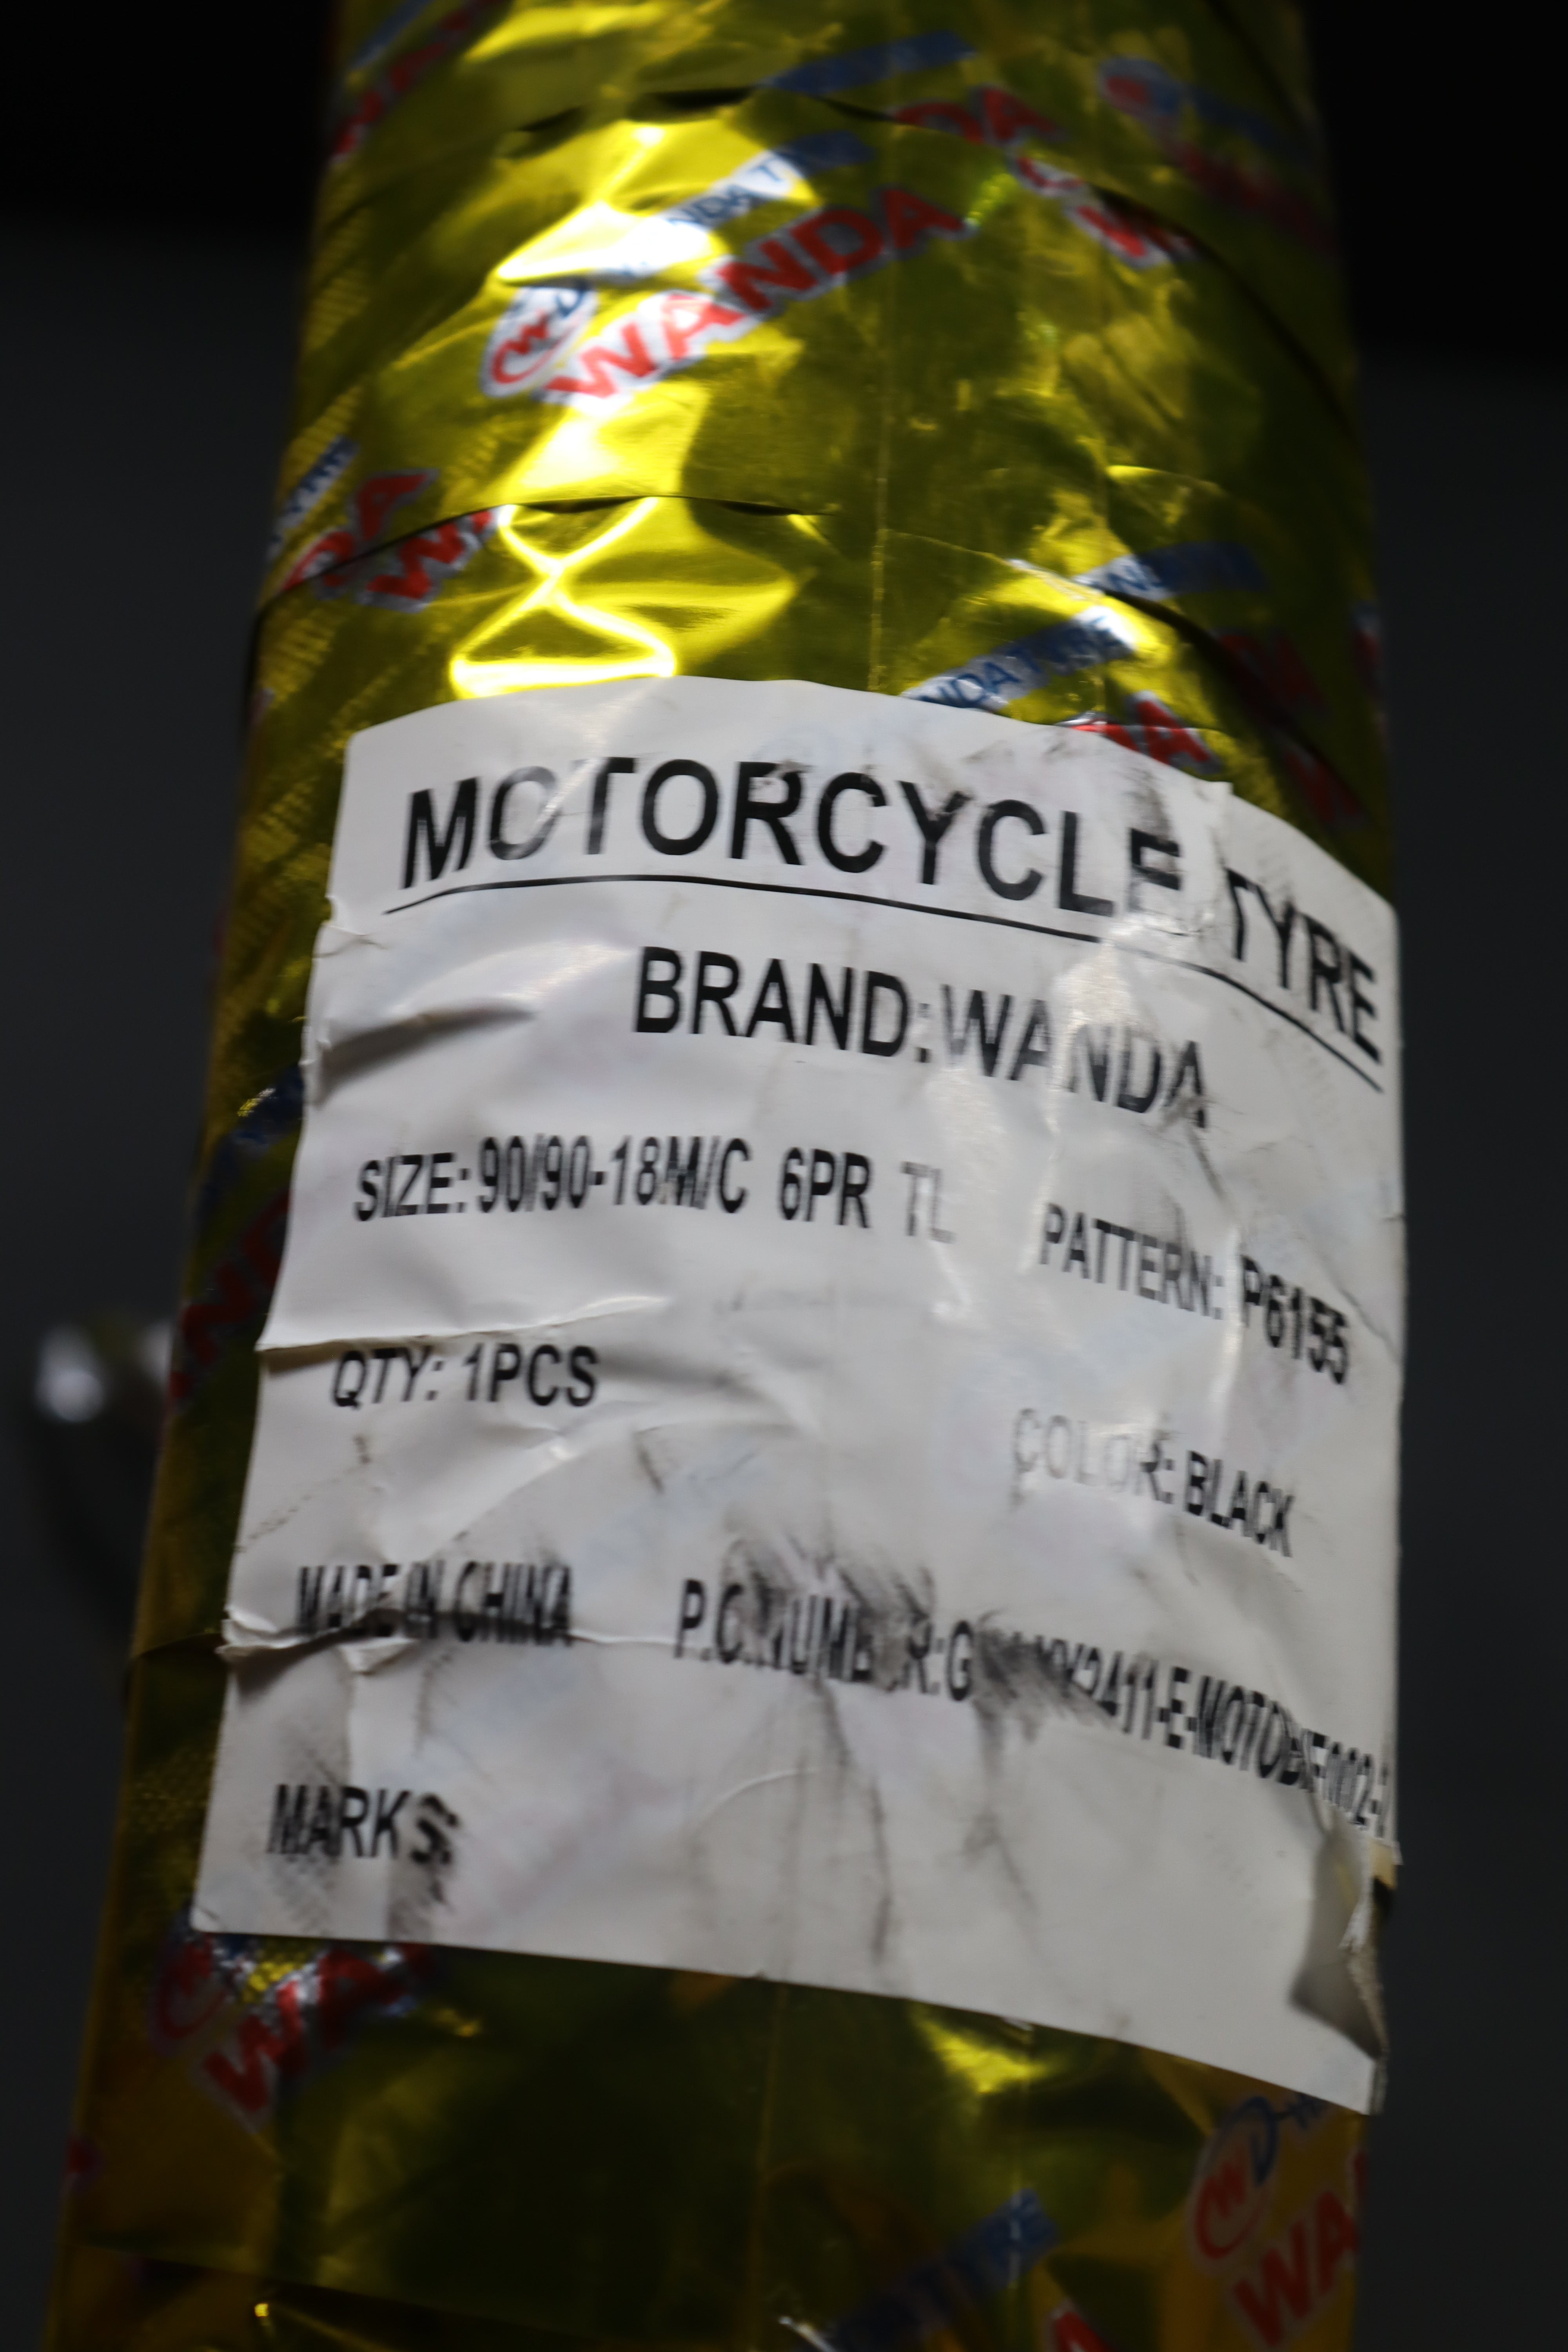 WANDA
WANDA
MOTORCYCLE TYRE
BRAND:WANDA
SIZE: 90/90-18M/C 6PR TL PATTERN: P6155
QTY: 1PCS COLOR: BLACK
MADE IN CHINA P.O.NUMBER:
MARKS: